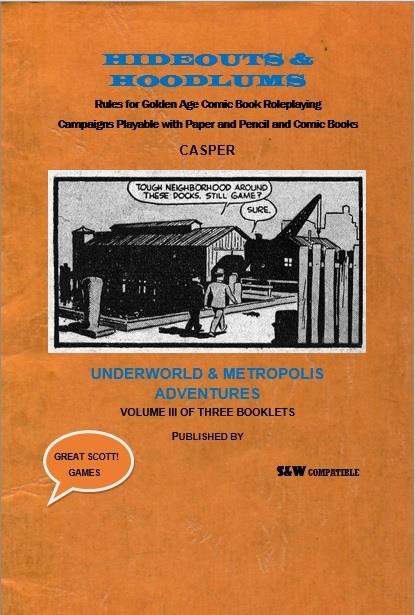 HIDEOUTS &
HOODLUMS
Rules for Golden Age Comic Book Roleplaying
Campaigns Playable with Paper and Pencil and Comic Books
CASPER
TOUGH NEIGHBORHOOD AROUND
THESE DOCKS. STILL GAME?
SURE.
UNDERWORLD & METROPOLIS
ADVENTURES
VOLUME III OF THREE BOOKLETS
PUBLISHED BY
GREAT SCOTT!
GAMES
S&W COMPATIBLE